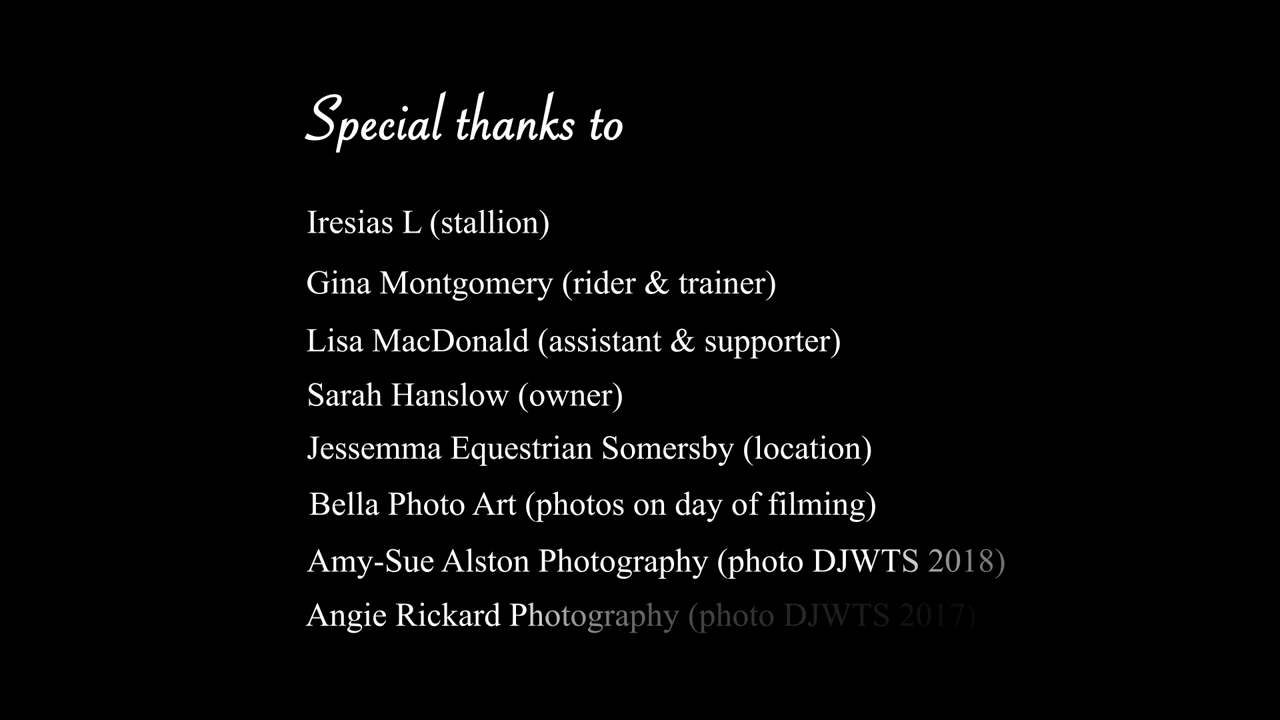 Special thanks to
Iresias L (stallion)
Gina Montgomery (rider & trainer)
Lisa MacDonald (assistant & supporter)
Sarah Hanslow (owner)
Jessemma Equestrian Somersby (location)
Bella Photo Art (photos on day of filming)
Amy-Sue Alston Photography (photo DJWTS 2018)
Angie Rickard Photography (photo DJWTS 2017)